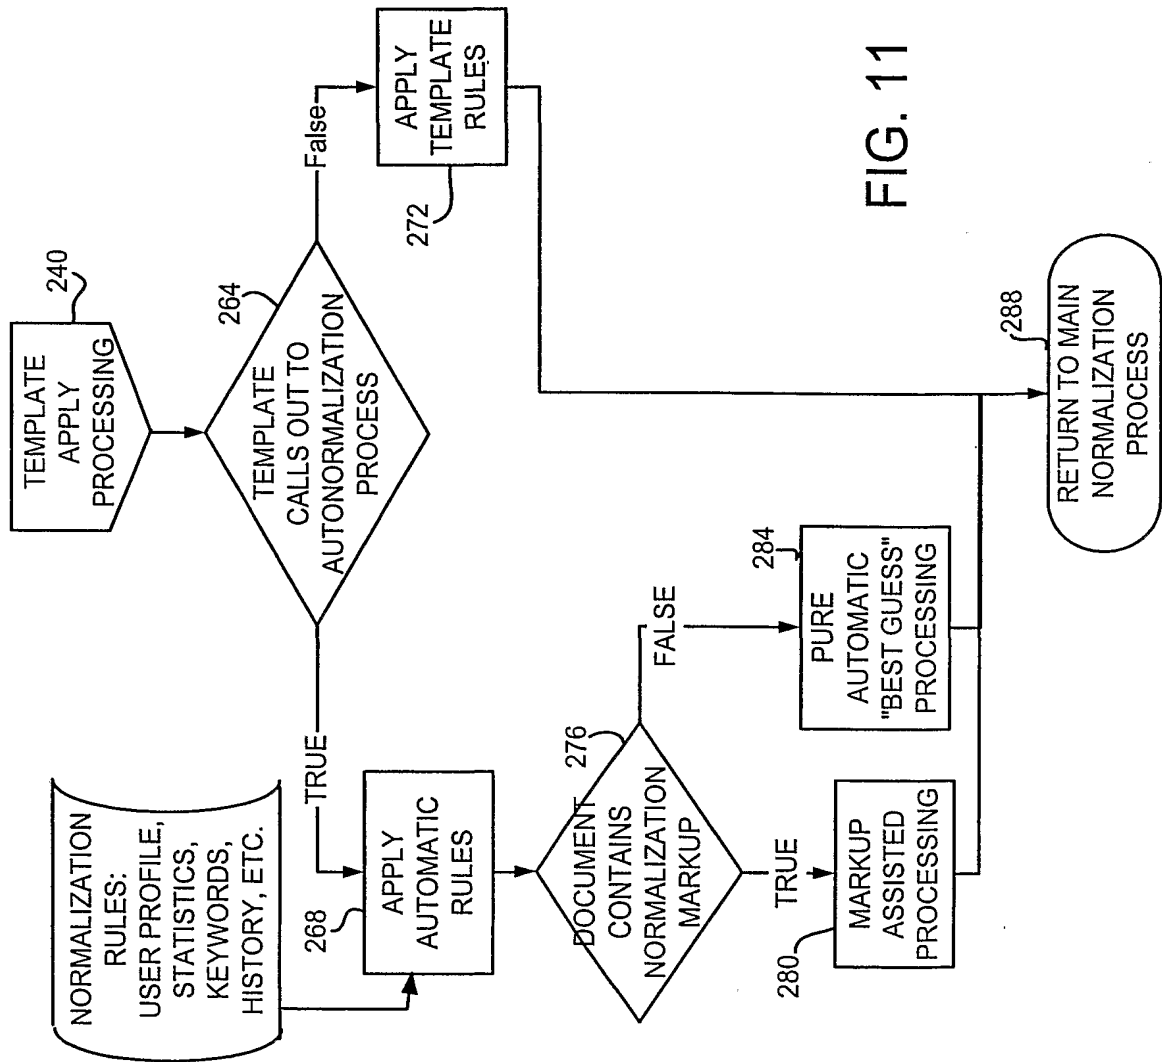 TEMPLATE
APPLY
PROCESSING
240
TEMPLATE
CALLS OUT TO
AUTONORMALIZATION
PROCESS
264
False
APPLY
TEMPLATE
RULES
272
TRUE
NORMALIZATION
RULES:
USER PROFILE,
STATISTICS,
KEYWORDS,
HISTORY, ETC.
APPLY
AUTOMATIC
RULES
268
DOCUMENT
CONTAINS
NORMALIZATION
MARKUP
276
FALSE
PURE
AUTOMATIC
"BEST GUESS"
PROCESSING
284
TRUE
MARKUP
ASSISTED
PROCESSING
280
RETURN TO MAIN
NORMALIZATION
PROCESS
288
FIG. 11